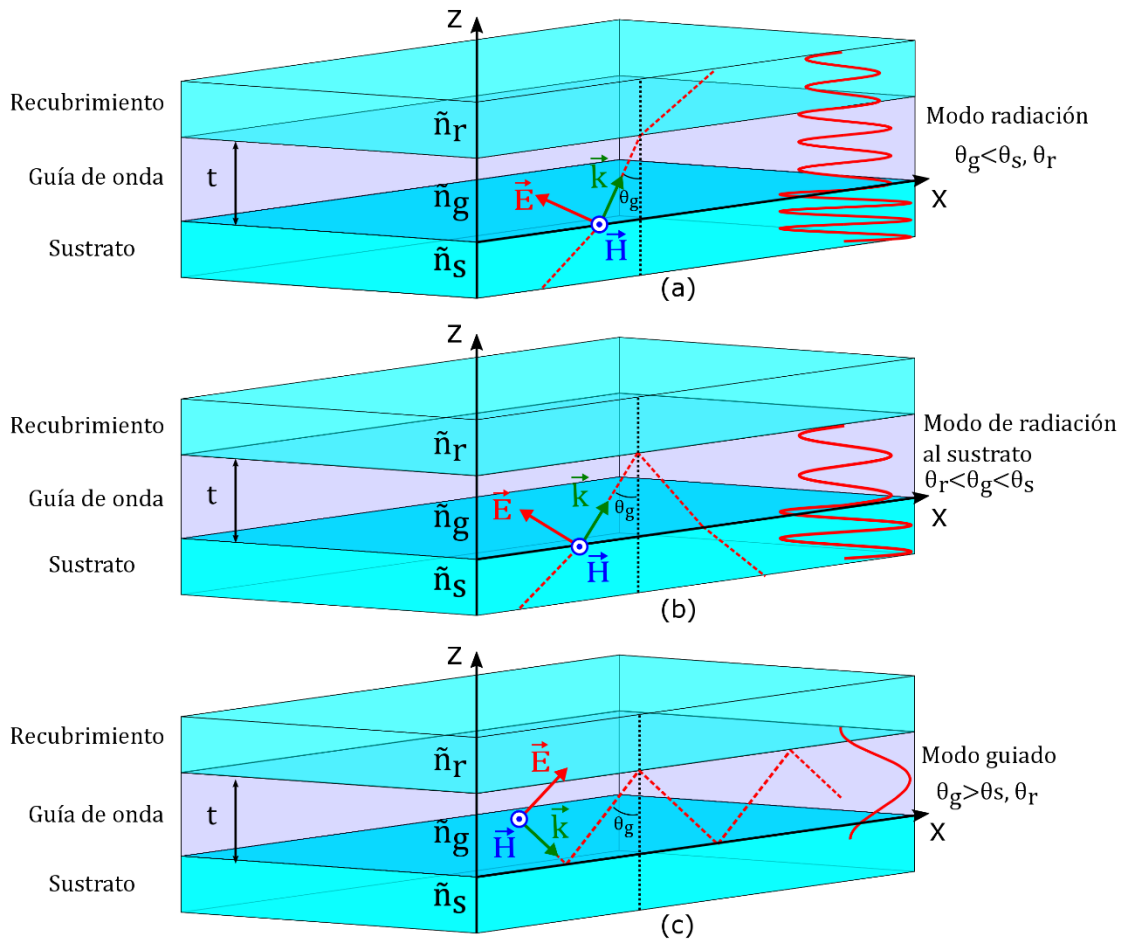 Z
Recubrimiento
ñr
Modo radiación
θg<θs, θr
Guía de onda
t
k
θg
E
ñg
X
H
Sustrato
ñs
(a)
Z
Recubrimiento
ñr
Modo de radiación
al sustrato
θr<θg<θs
Guía de onda
t
k
θg
E
ñg
X
H
Sustrato
ñs
(b)
Z
Recubrimiento
ñr
E
Modo guiado
θg>θs, θr
Guía de onda
t
k
θg
ñg
H
X
Sustrato
ñs
(c)